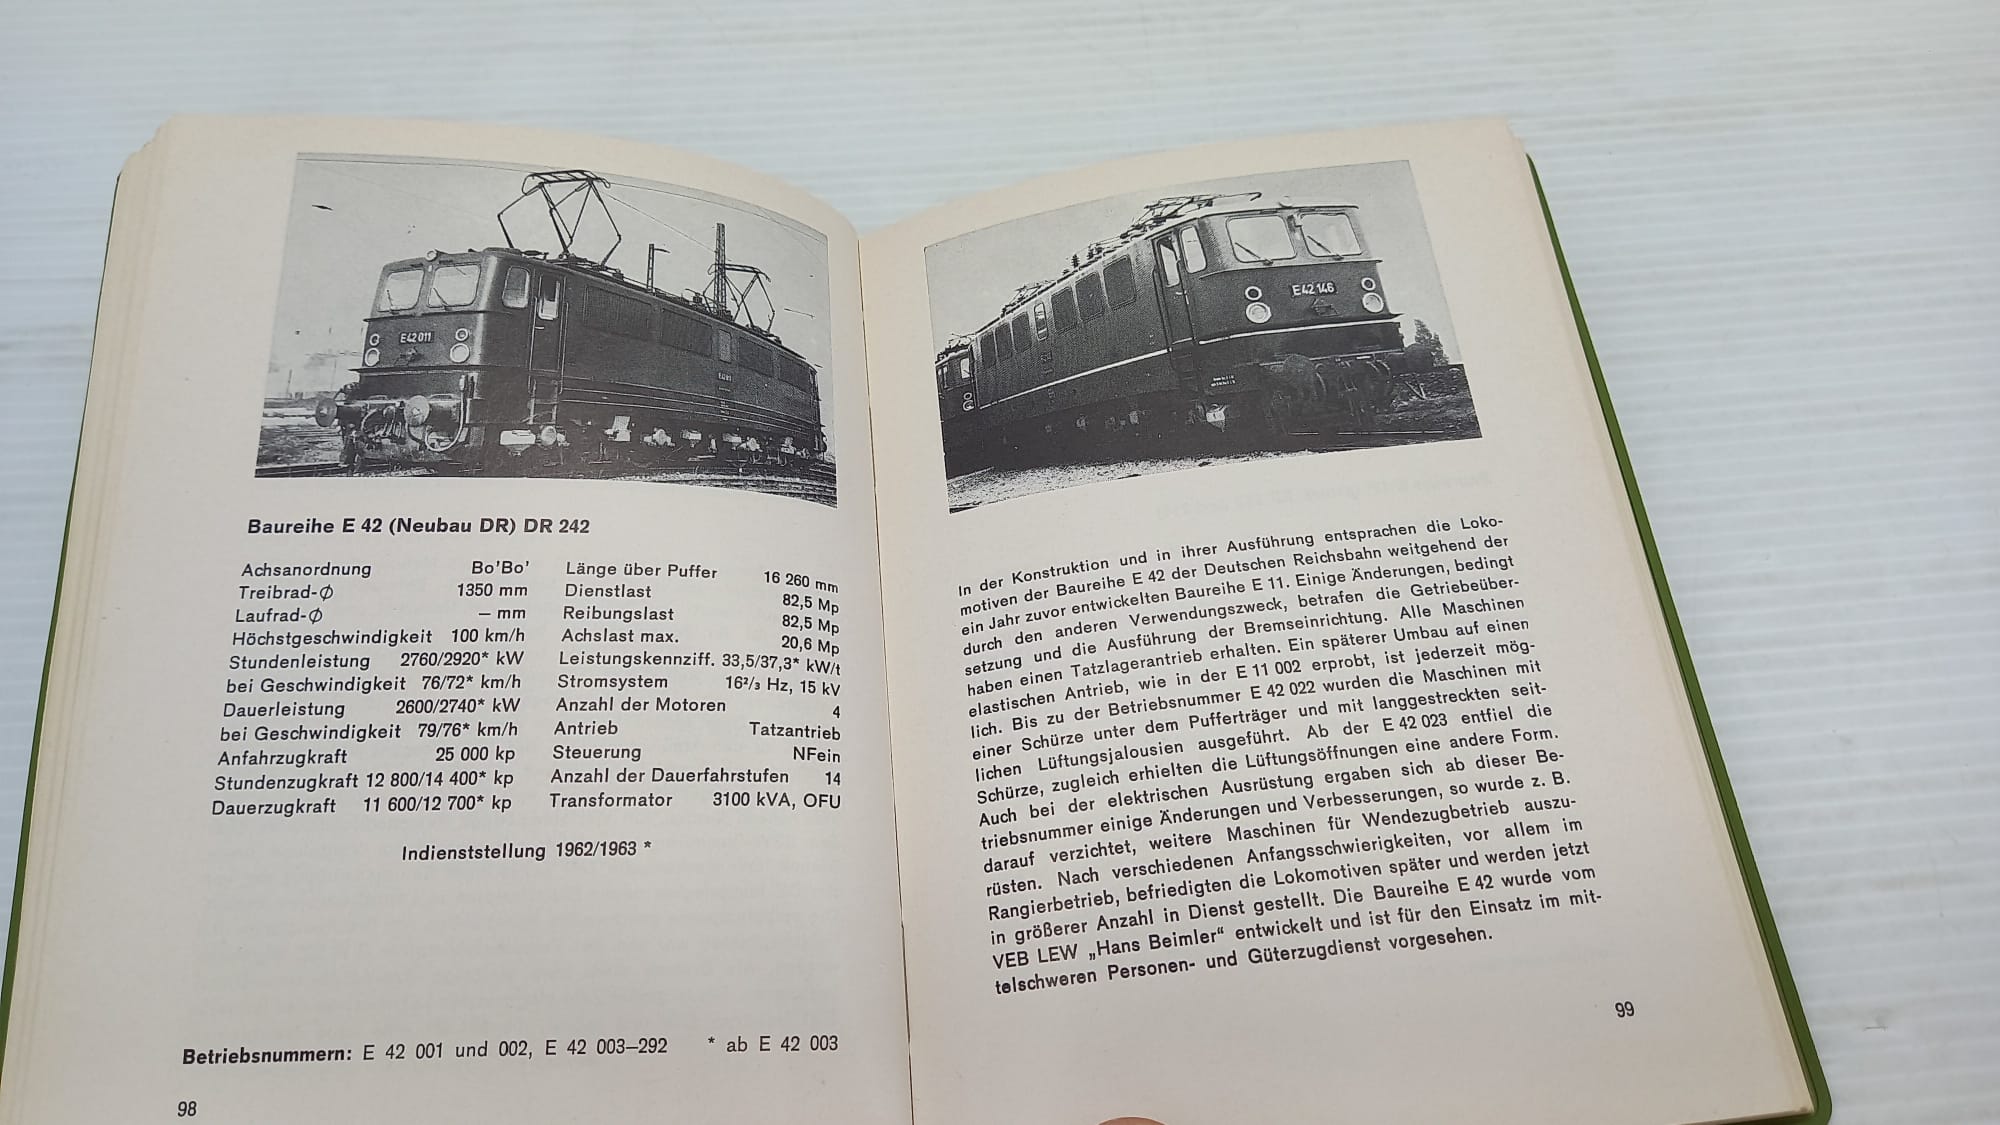 E42 011
Baureihe E 42 (Neubau DR) DR 242
Achsanordnung Bo'Bo'
Treibrad-∅ 1350 mm
Laufrad-∅ — mm
Höchstgeschwindigkeit 100 km/h
Stundenleistung 2760/2920* kW
bei Geschwindigkeit 76/72* km/h
Dauerleistung 2600/2740* kW
bei Geschwindigkeit 79/76* km/h
Anfahrzugkraft 25 000 kp
Stundenzugkraft 12 800/14 400* kp
Dauerzugkraft 11 600/12 700* kp
Länge über Puffer 16 260 mm
Dienstlast 82,5 Mp
Reibungslast 82,5 Mp
Achslast max. 20,6 Mp
Leistungskennziff. 33,5/37,3* kW/t
Stromsystem 16²/₃ Hz, 15 kV
Anzahl der Motoren 4
Antrieb Tatzantrieb
Steuerung NFein
Anzahl der Dauerfahrstufen 14
Transformator 3100 kVA, OFU
Indienststellung 1962/1963 *
Betriebsnummern: E 42 001 und 002, E 42 003–292 * ab E 42 003
98
E42 146
In der Konstruktion und in ihrer Ausführung entsprachen die Loko-
motiven der Baureihe E 42 der Deutschen Reichsbahn weitgehend der
ein Jahr zuvor entwickelten Baureihe E 11. Einige Änderungen, bedingt
durch den anderen Verwendungszweck, betrafen die Getriebeüber-
setzung und die Ausführung der Bremseinrichtung. Alle Maschinen
haben einen Tatzlagerantrieb erhalten. Ein späterer Umbau auf einen
elastischen Antrieb, wie in der E 11 002 erprobt, ist jederzeit mög-
lich. Bis zu der Betriebsnummer E 42 022 wurden die Maschinen mit
einer Schürze unter dem Pufferträger und mit langgestreckten seit-
lichen Lüftungsjalousien ausgeführt. Ab der E 42 023 entfiel die
Schürze, zugleich erhielten die Lüftungsöffnungen eine andere Form.
Auch bei der elektrischen Ausrüstung ergaben sich ab dieser Be-
triebsnummer einige Änderungen und Verbesserungen, so wurde z. B.
darauf verzichtet, weitere Maschinen für Wendezugbetrieb auszu-
rüsten. Nach verschiedenen Anfangsschwierigkeiten, vor allem im
Rangierbetrieb, befriedigten die Lokomotiven später und werden jetzt
in größerer Anzahl in Dienst gestellt. Die Baureihe E 42 wurde vom
VEB LEW „Hans Beimler“ entwickelt und ist für den Einsatz im mit-
telschweren Personen- und Güterzugdienst vorgesehen.
99